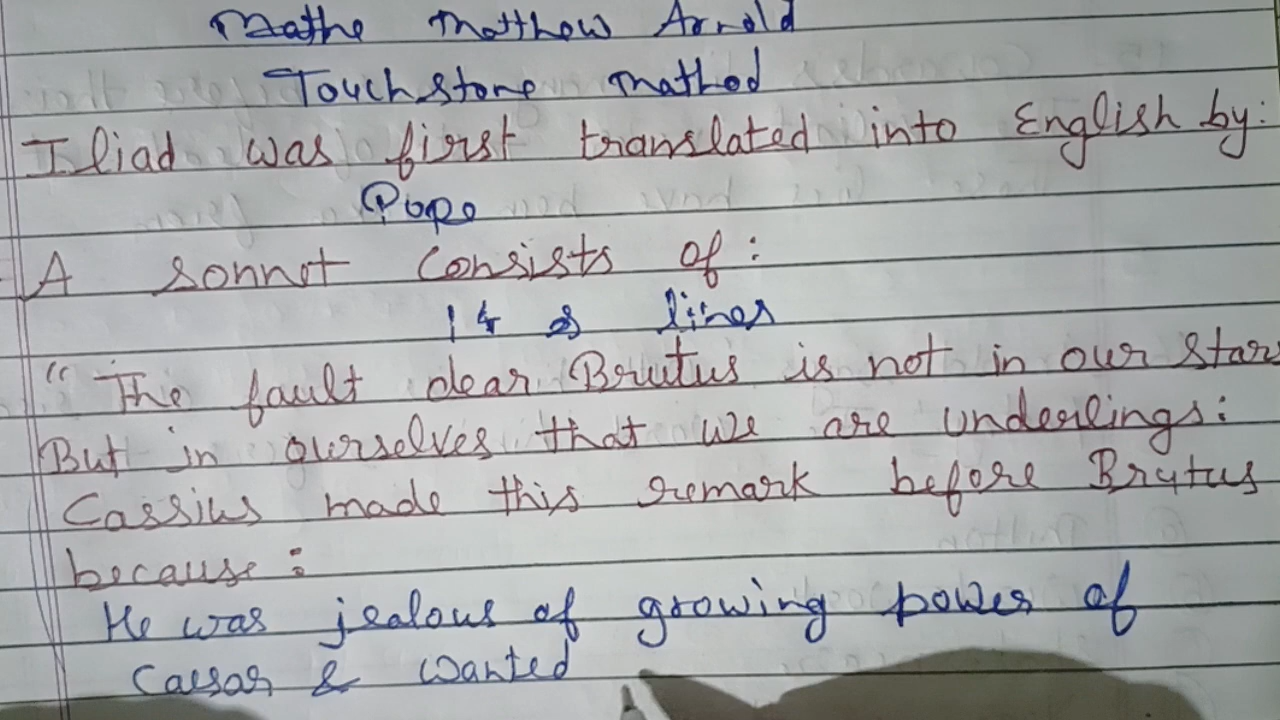 Mathe Matthew Arnold
Touchstone mathod
Iliad was first translated into English by:
Pope
A sonnet consists of:
14 lines
"The fault dear Brutus is not in our stars
But in ourselves that we are underlings:
Cassius made this remark before Brutus
because:
He was jealous of growing power of
Caesar & wanted